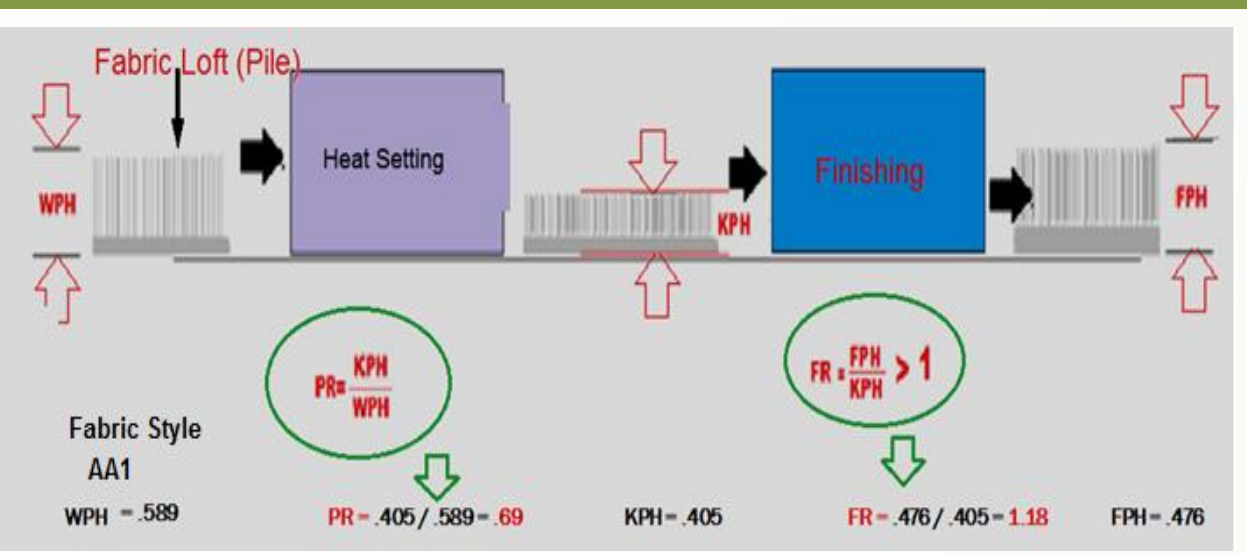 Fabric Loft (Pile)
WPH
Heat Setting
KPH
Finishing
FPH
PR= KPH
WPH
FR = FPH > 1
KPH
Fabric Style
AA1
WPH = .589
PR = .405 / .589 = .69
KPH = .405
FR = .476 / .405 = 1.18
FPH = .476